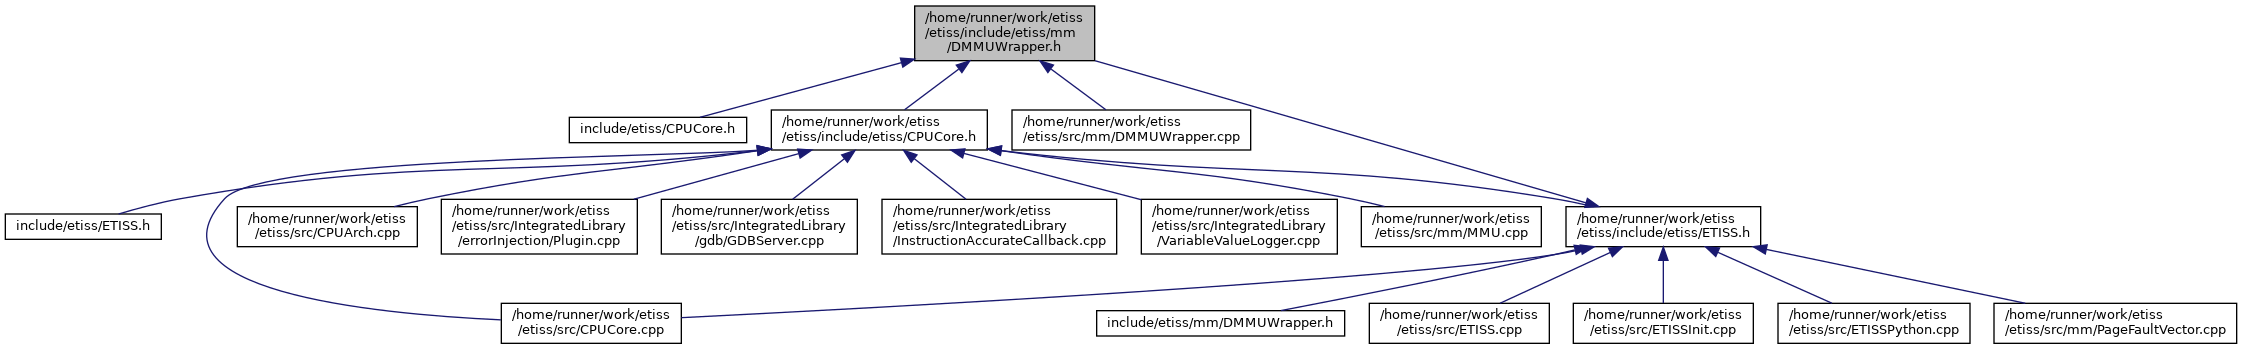 /home/runner/work/etiss
/etiss/include/etiss/mm
/DMMUWrapper.h
include/etiss/CPUCore.h
/home/runner/work/etiss
/etiss/include/etiss/CPUCore.h
/home/runner/work/etiss
/etiss/src/mm/DMMUWrapper.cpp
include/etiss/ETISS.h
/home/runner/work/etiss
/etiss/src/CPUArch.cpp
/home/runner/work/etiss
/etiss/src/IntegratedLibrary
/errorInjection/Plugin.cpp
/home/runner/work/etiss
/etiss/src/IntegratedLibrary
/gdb/GDBServer.cpp
/home/runner/work/etiss
/etiss/src/IntegratedLibrary
/InstructionAccurateCallback.cpp
/home/runner/work/etiss
/etiss/src/IntegratedLibrary
/VariableValueLogger.cpp
/home/runner/work/etiss
/etiss/src/mm/MMU.cpp
/home/runner/work/etiss
/etiss/include/etiss/ETISS.h
/home/runner/work/etiss
/etiss/src/CPUCore.cpp
include/etiss/mm/DMMUWrapper.h
/home/runner/work/etiss
/etiss/src/ETISS.cpp
/home/runner/work/etiss
/etiss/src/ETISSInit.cpp
/home/runner/work/etiss
/etiss/src/ETISSPython.cpp
/home/runner/work/etiss
/etiss/src/mm/PageFaultVector.cpp